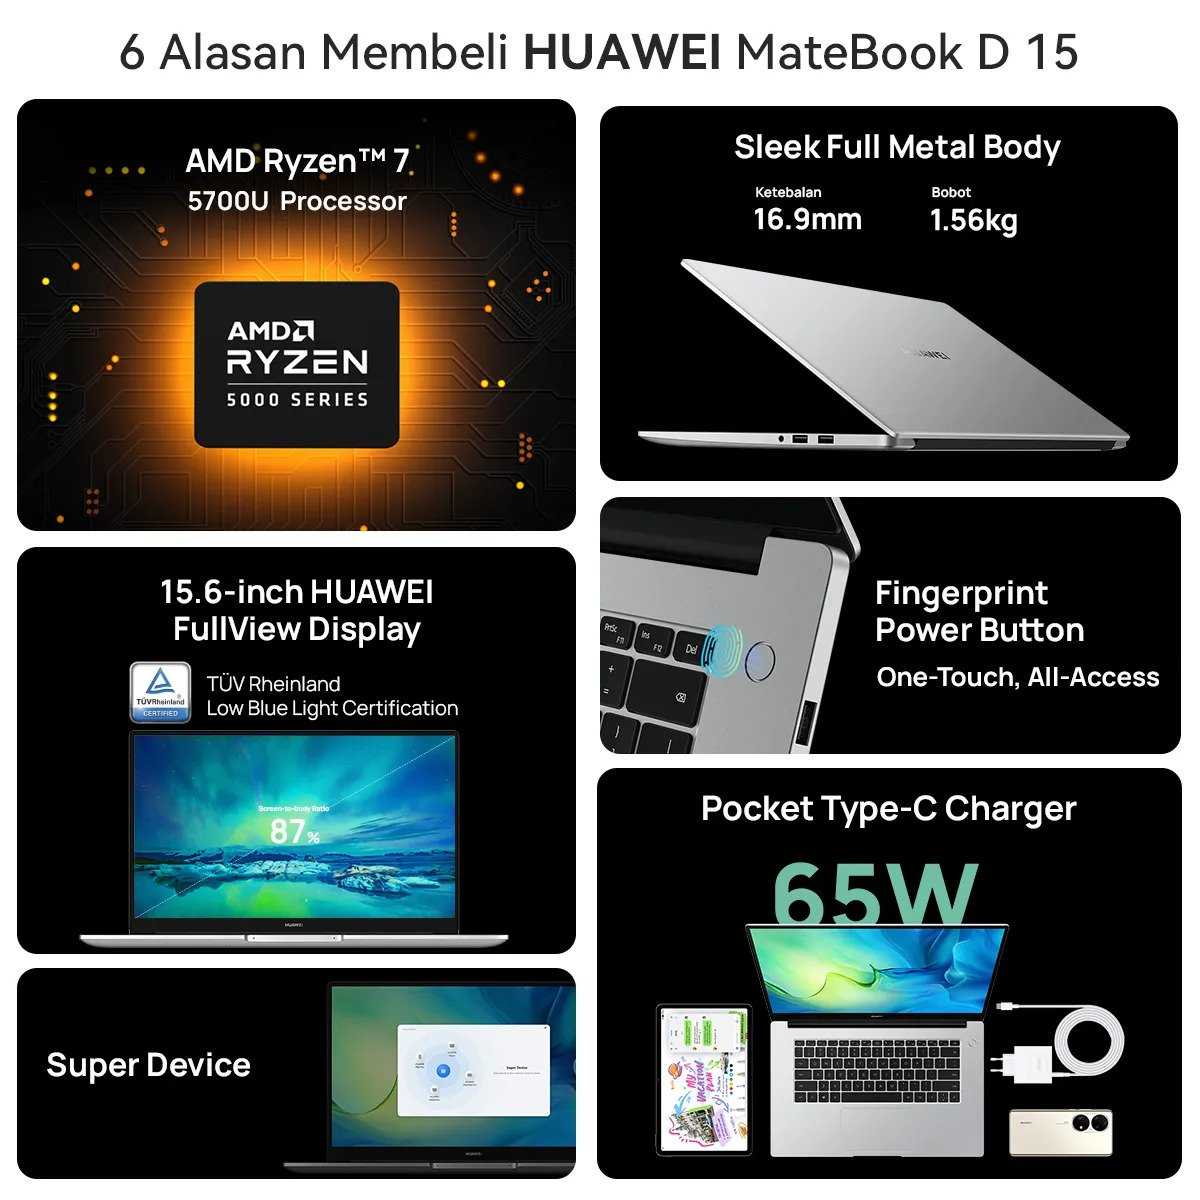 6 Alasan Membeli HUAWEI MateBook D 15
AMD Ryzen™ 7
5700U Processor
AMD
RYZEN
5000 SERIES
Sleek Full Metal Body
Ketebalan
16.9mm
Bobot
1.56kg
HUAWEI
15.6-inch HUAWEI
FullView Display
TÜVRheinland
CERTIFIED
TÜV Rheinland
Low Blue Light Certification
Screen-to-body Ratio
87%
HUAWEI
PrtSc
F11
Ins
F12
Del
+
=
Fingerprint
Power Button
One-Touch, All-Access
Super Device
Super Device
HUAWEI
Pocket Type-C Charger
65W
MY
VACATION
PLAN